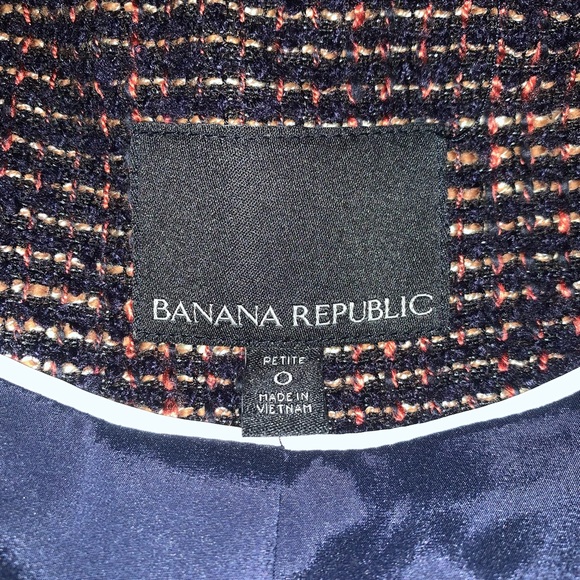 BANANA REPUBLIC
PETITE
0
MADE IN
VIETNAM